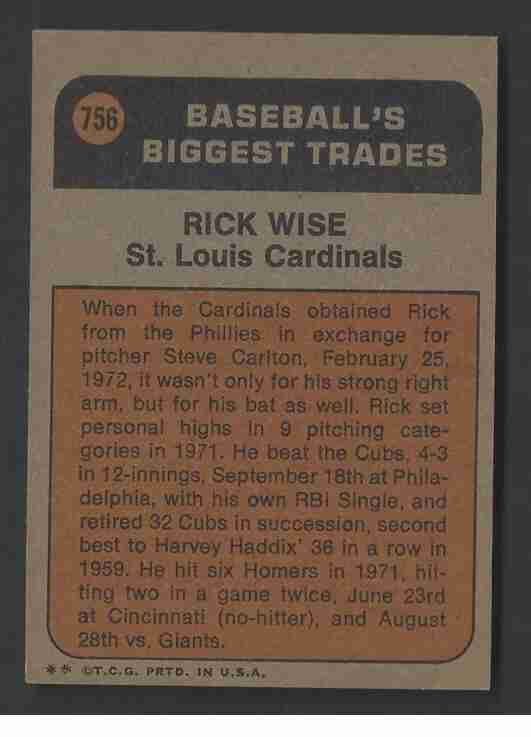 756
BASEBALL'S
BIGGEST TRADES
RICK WISE
St. Louis Cardinals
When the Cardinals obtained Rick
from the Phillies in exchange for
pitcher Steve Carlton, February 25,
1972, it wasn't only for his strong right
arm, but for his bat as well. Rick set
personal highs in 9 pitching cate-
gories in 1971. He beat the Cubs, 4-3
in 12-innings, September 18th at Phila-
delphia, with his own RBI Single, and
retired 32 Cubs in succession, second
best to Harvey Haddix' 36 in a row in
1959. He hit six Homers in 1971, hit-
ting two in a game twice, June 23rd
at Cincinnati (no-hitter), and August
28th vs. Giants.
** ©T.C.G. PRTD. IN U.S.A.